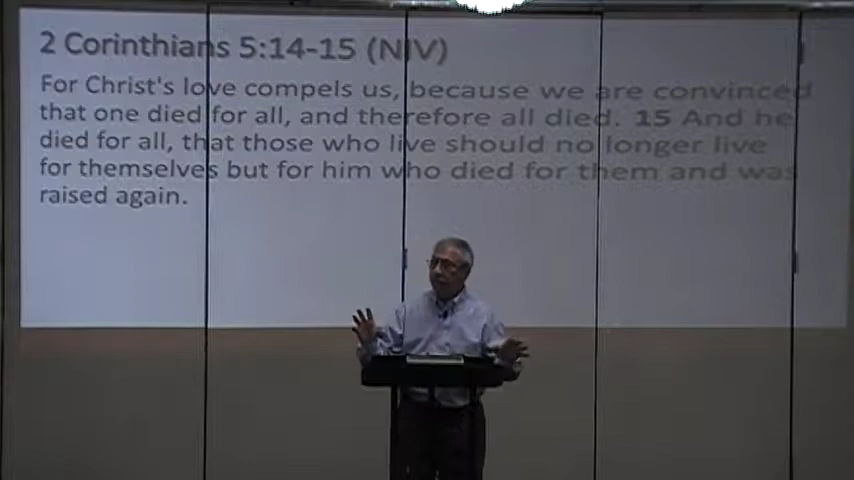 2 Corinthians 5:14-15 (NIV)
For Christ's love compels us, because we are convinced
that one died for all, and therefore all died. 15 And he
died for all, that those who live should no longer live
for themselves but for him who died for them and was
raised again.